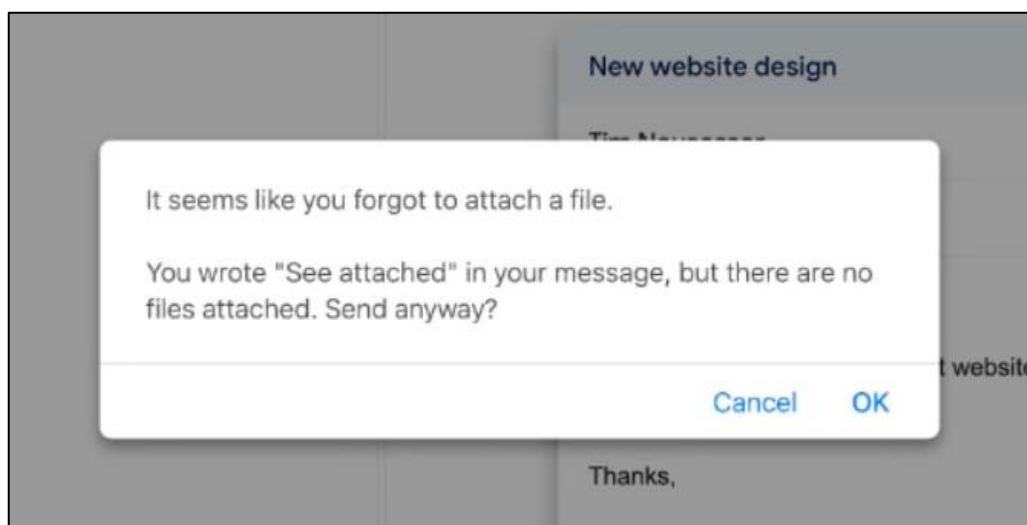 New website design
It seems like you forgot to attach a file.
You wrote "See attached" in your message, but there are no
files attached. Send anyway?
t website
Cancel OK
Thanks,